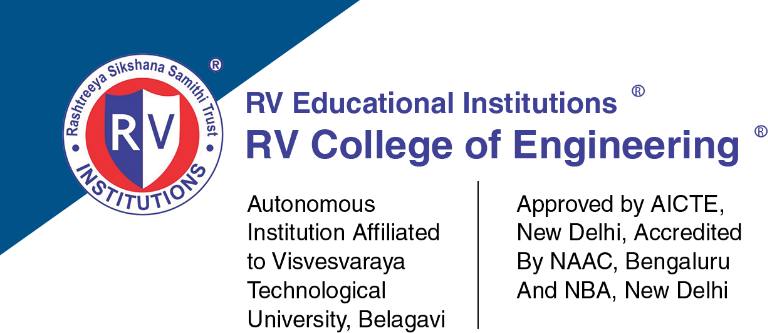 Rashtreeya Sikshana Samithi Trust ®
RV
INSTITUTIONS
RV Educational Institutions ®
RV College of Engineering ®
Autonomous
Institution Affiliated
to Visvesvaraya
Technological
University, Belagavi
Approved by AICTE,
New Delhi, Accredited
By NAAC, Bengaluru
And NBA, New Delhi